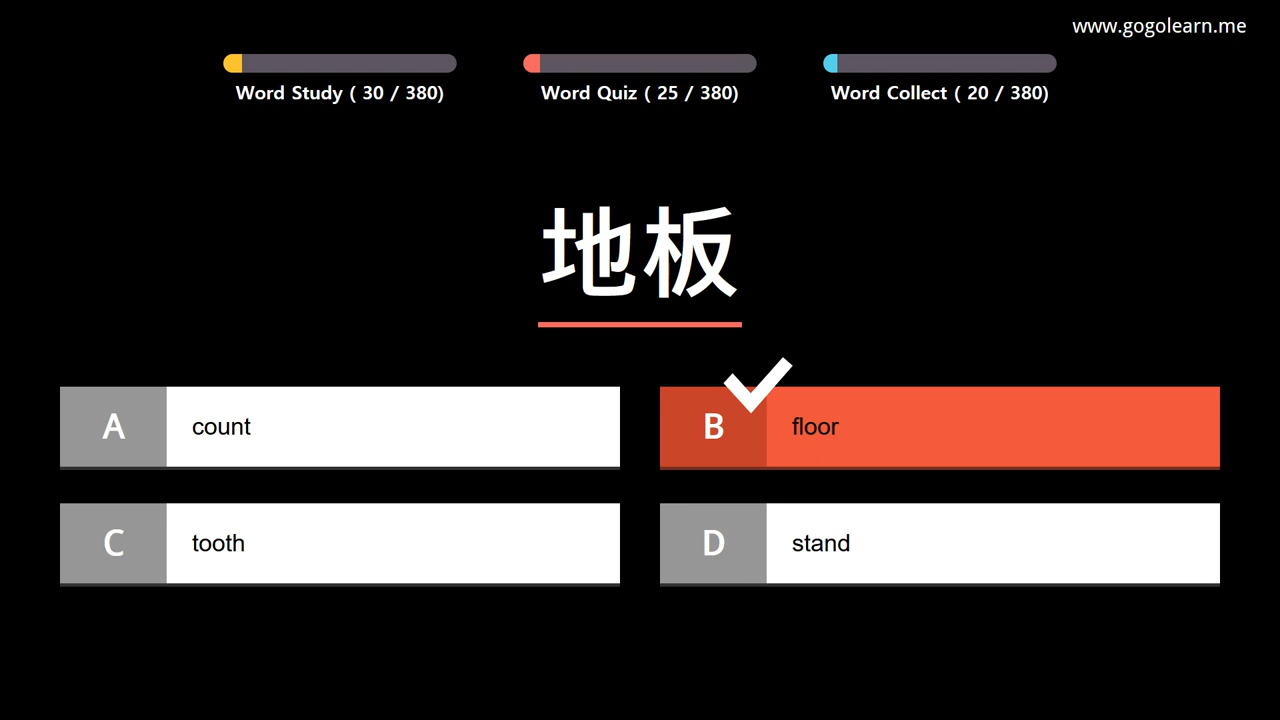 www.gogolearn.me
Word Study ( 30 / 380)
Word Quiz ( 25 / 380)
Word Collect ( 20 / 380)
地板
A count
B floor
C tooth
D stand